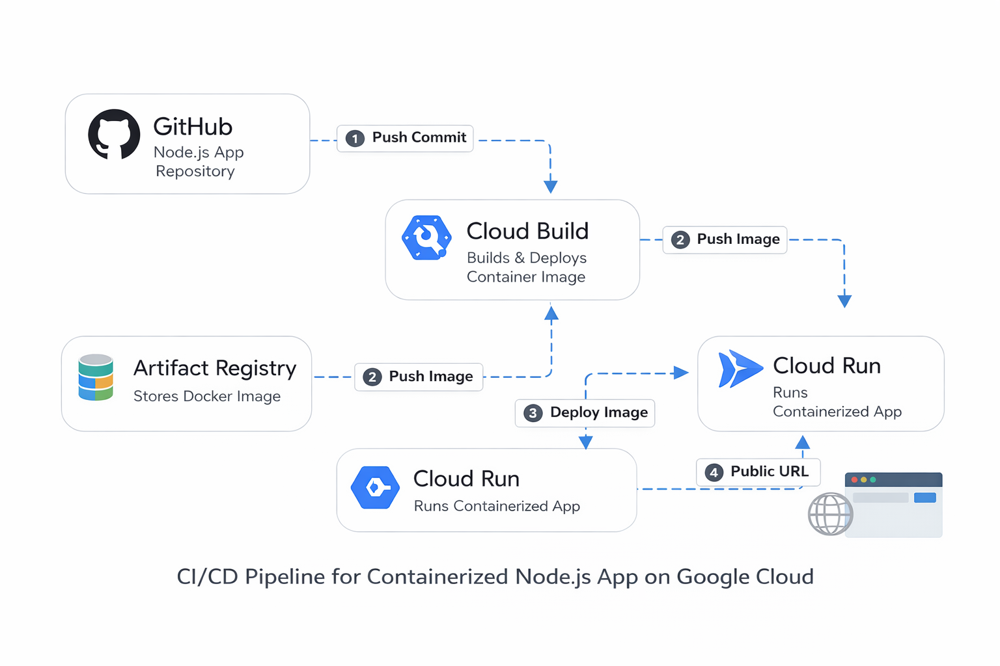 GitHub
Node.js App
Repository
1 Push Commit
Cloud Build
Builds & Deploys
Container Image
2 Push Image
Artifact Registry
Stores Docker Image
2 Push Image
Cloud Run
Runs
Containerized App
3 Deploy Image
Cloud Run
Runs Containerized App
4 Public URL
CI/CD Pipeline for Containerized Node.js App on Google Cloud